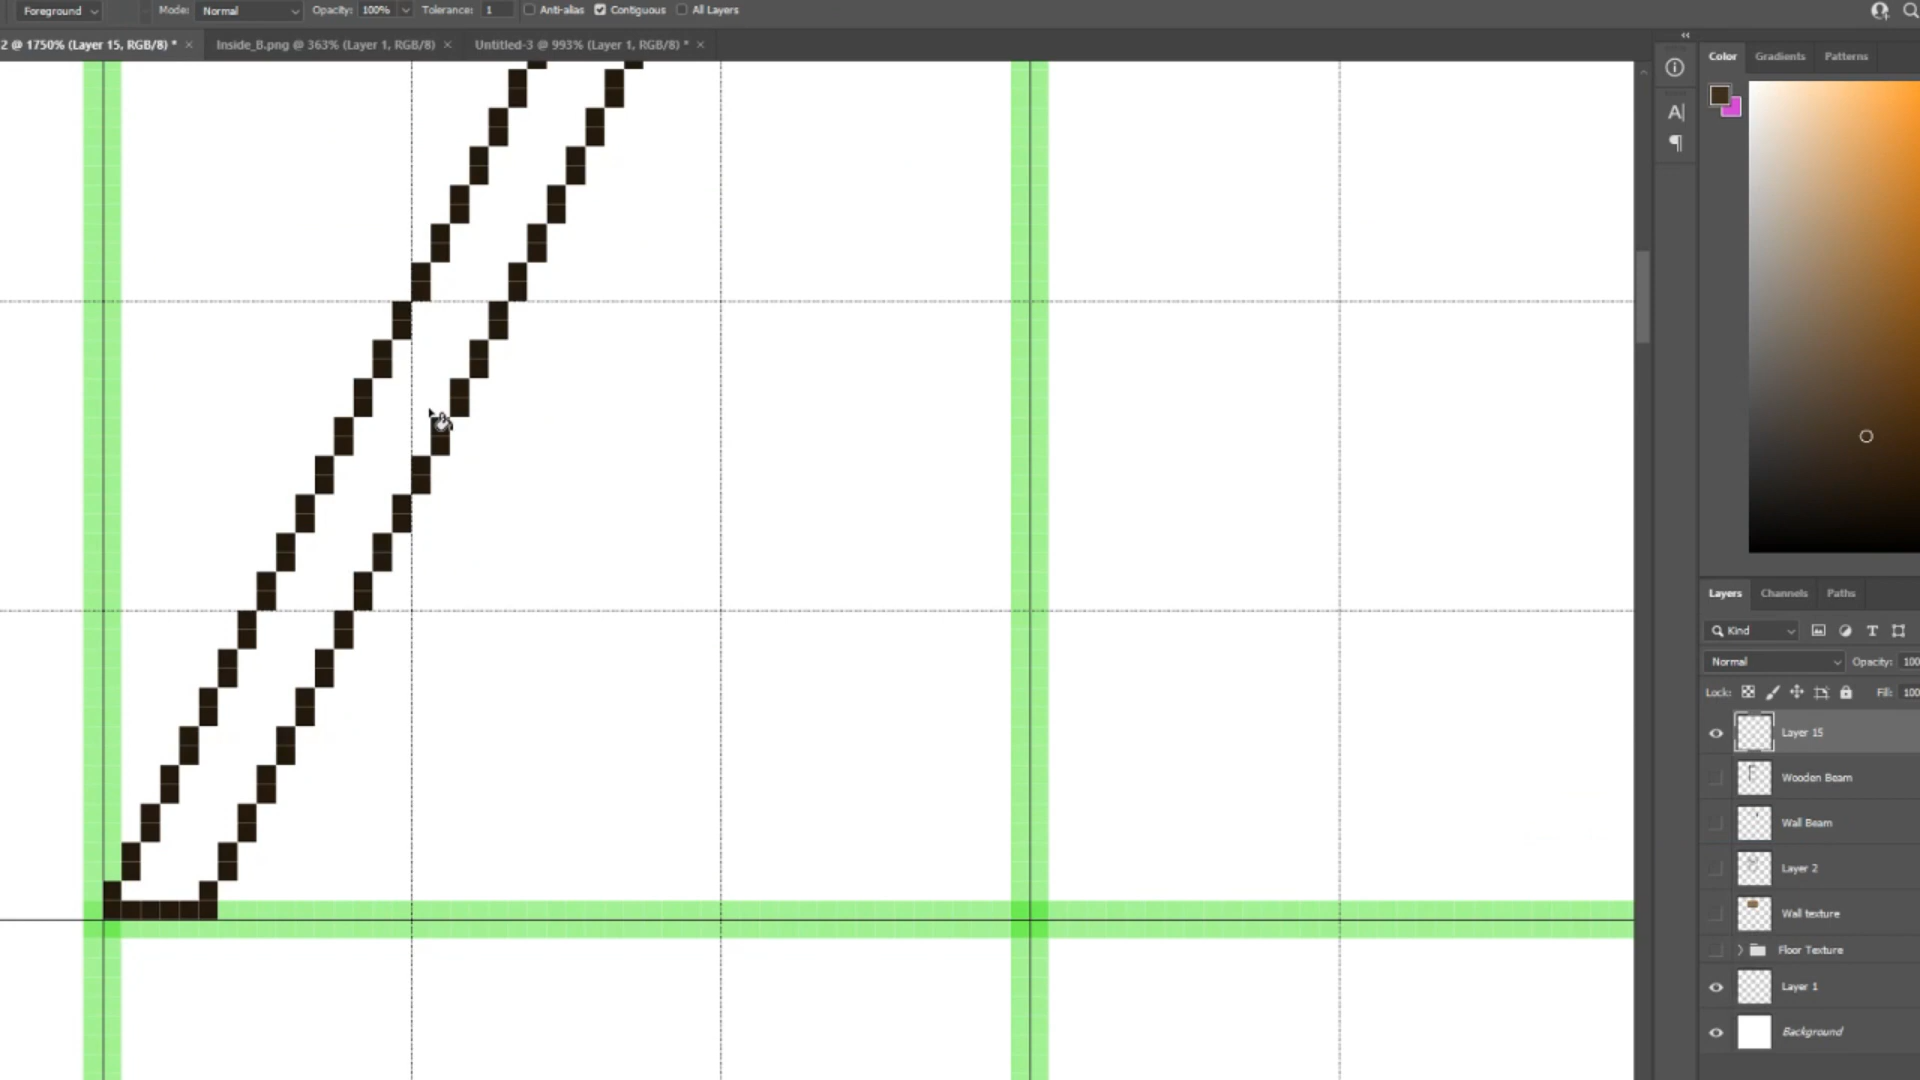 Foreground Mode: Normal Opacity: 100% Tolerance: 1 Anti-alias Contiguous All Layers
2 @ 1750% (Layer 15, RGB/8) * × Inside_B.png @ 363% (Layer 1, RGB/8) × Untitled-3 @ 993% (Layer 1, RGB/8) * ×
Color Gradients Patterns
A|
¶
Layers Channels Paths
Kind
T
Normal Opacity: 100
Lock: Fill: 100
Layer 15
Wooden Beam
Wall Beam
Layer 2
Wall texture
Floor Texture
Layer 1
Background